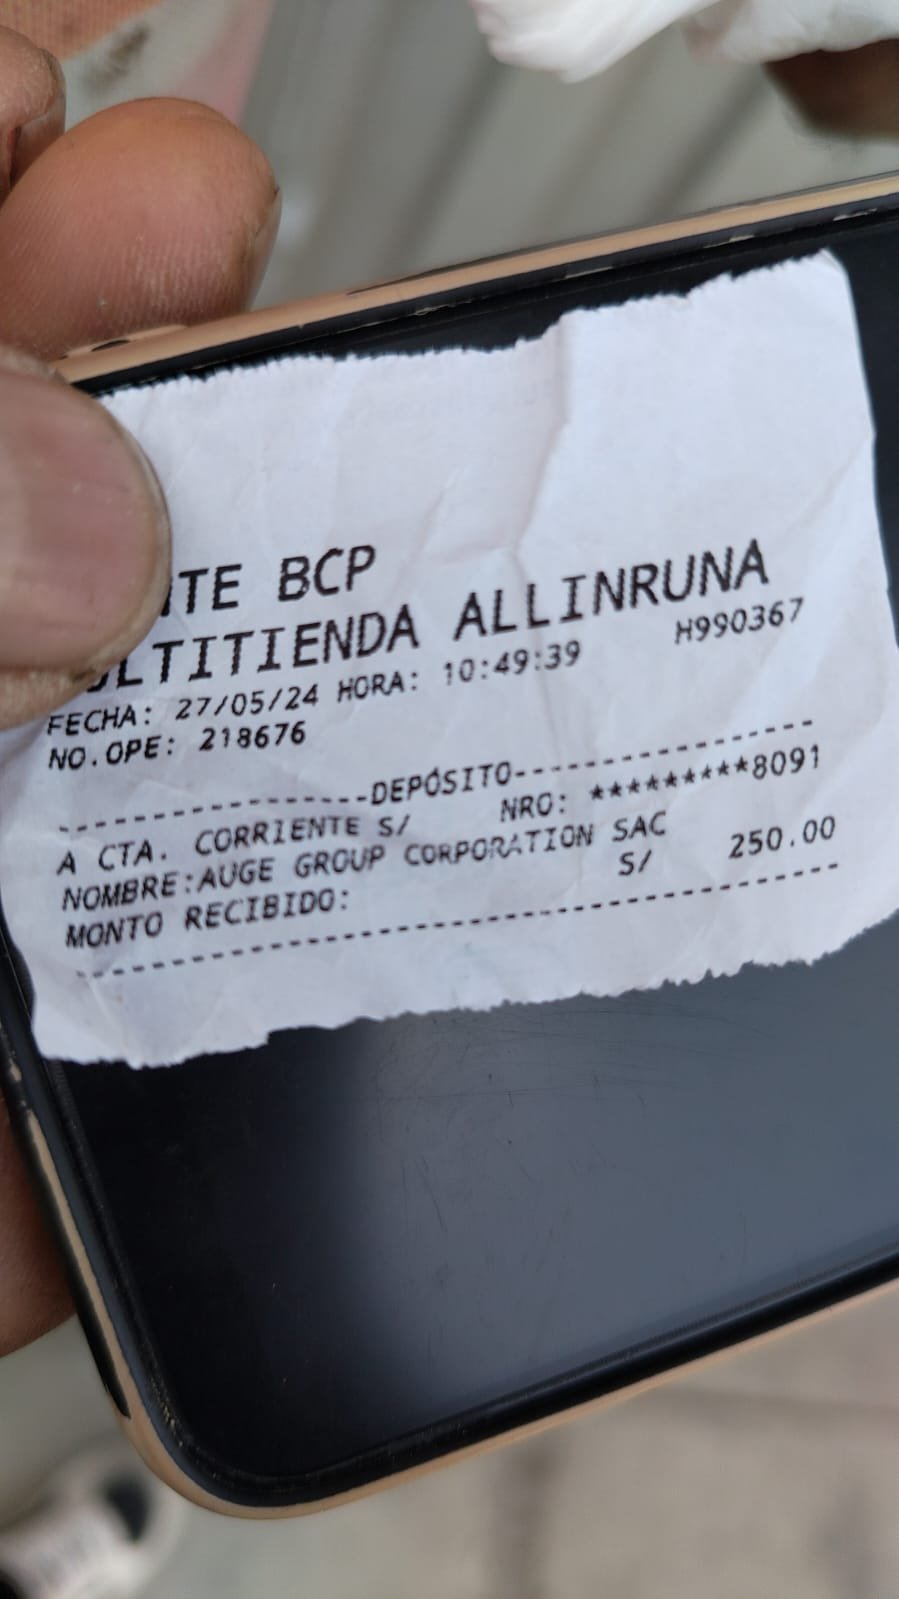 NTE BCP
LTITIENDA ALLINRUNA
FECHA: 27/05/24 HORA: 10:49:39 H990367
NO.OPE: 218676
-----------------DEPÓSITO-----------------
A CTA. CORRIENTE S/ NRO: *********8091
NOMBRE:AUGE GROUP CORPORATION SAC
MONTO RECIBIDO: S/ 250.00